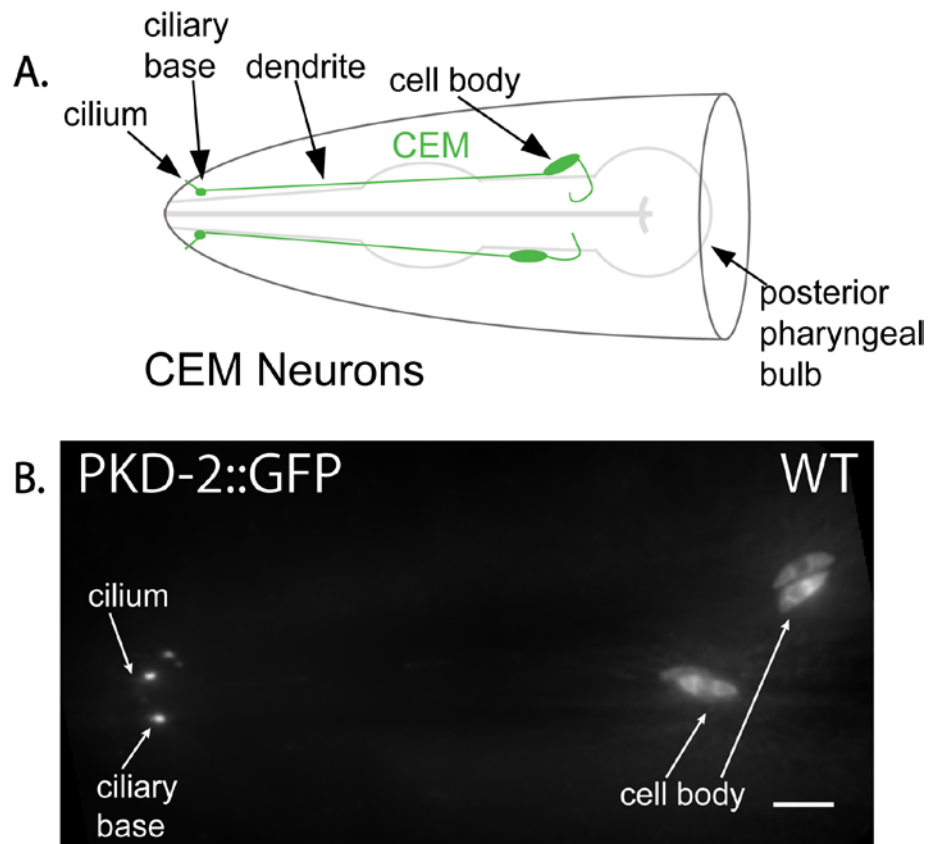 A.
ciliary
base
dendrite
cell body
cilium
CEM
posterior
pharyngeal
bulb
CEM Neurons
B.
PKD-2::GFP
WT
cilium
ciliary
base
cell body